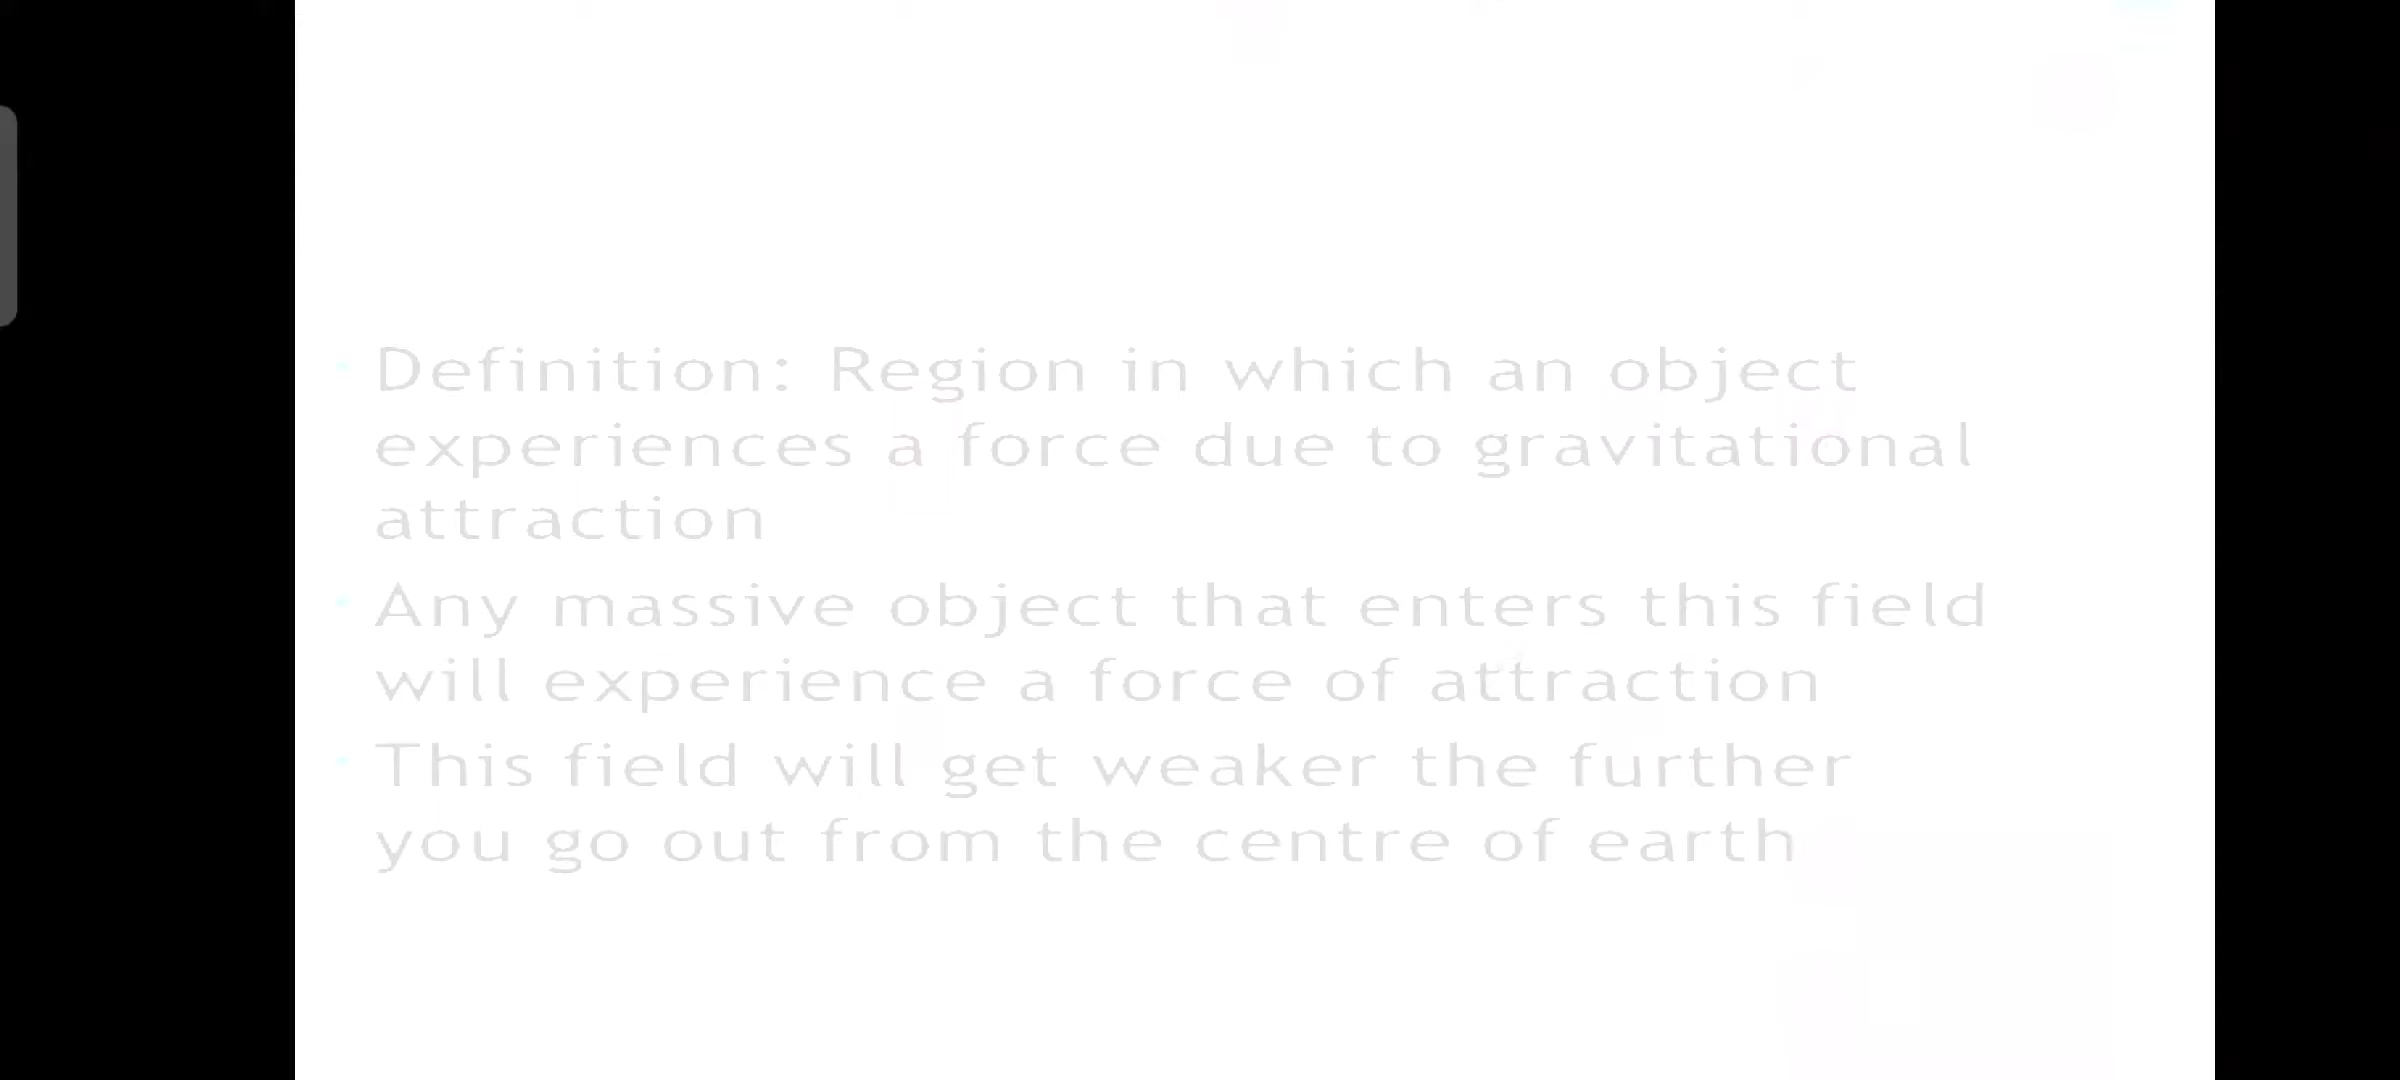 Definition: Region in which an object
experiences a force due to gravitational
attraction
Any massive object that enters this field
will experience a force of attraction
This field will get weaker the further
you go out from the centre of earth